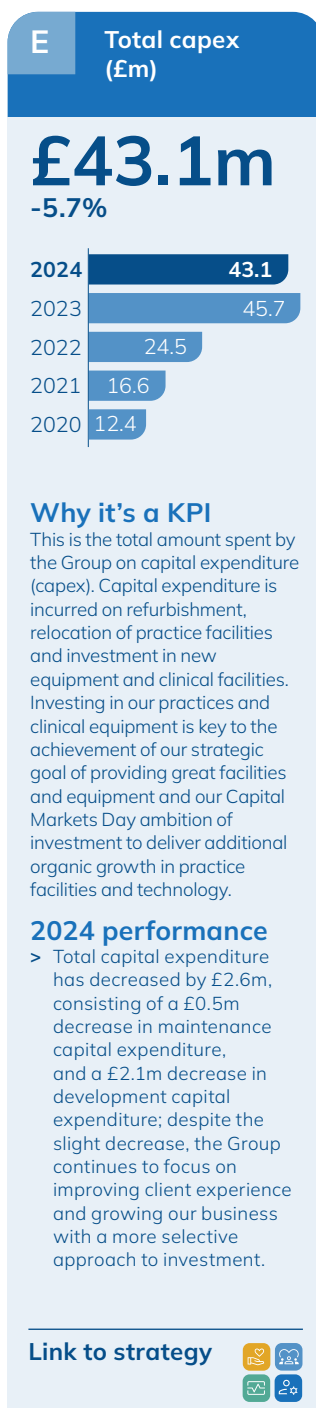 E
Total capex
(£m)
£43.1m
-5.7%
2024 43.1
2023 45.7
2022 24.5
2021 16.6
2020 12.4
Why it’s a KPI
This is the total amount spent by
the Group on capital expenditure
(capex). Capital expenditure is
incurred on refurbishment,
relocation of practice facilities
and investment in new
equipment and clinical facilities.
Investing in our practices and
clinical equipment is key to the
achievement of our strategic
goal of providing great facilities
and equipment and our Capital
Markets Day ambition of
investment to deliver additional
organic growth in practice
facilities and technology.
2024 performance
> Total capital expenditure
has decreased by £2.6m,
consisting of a £0.5m
decrease in maintenance
capital expenditure,
and a £2.1m decrease in
development capital
expenditure; despite the
slight decrease, the Group
continues to focus on
improving client experience
and growing our business
with a more selective
approach to investment.
Link to strategy